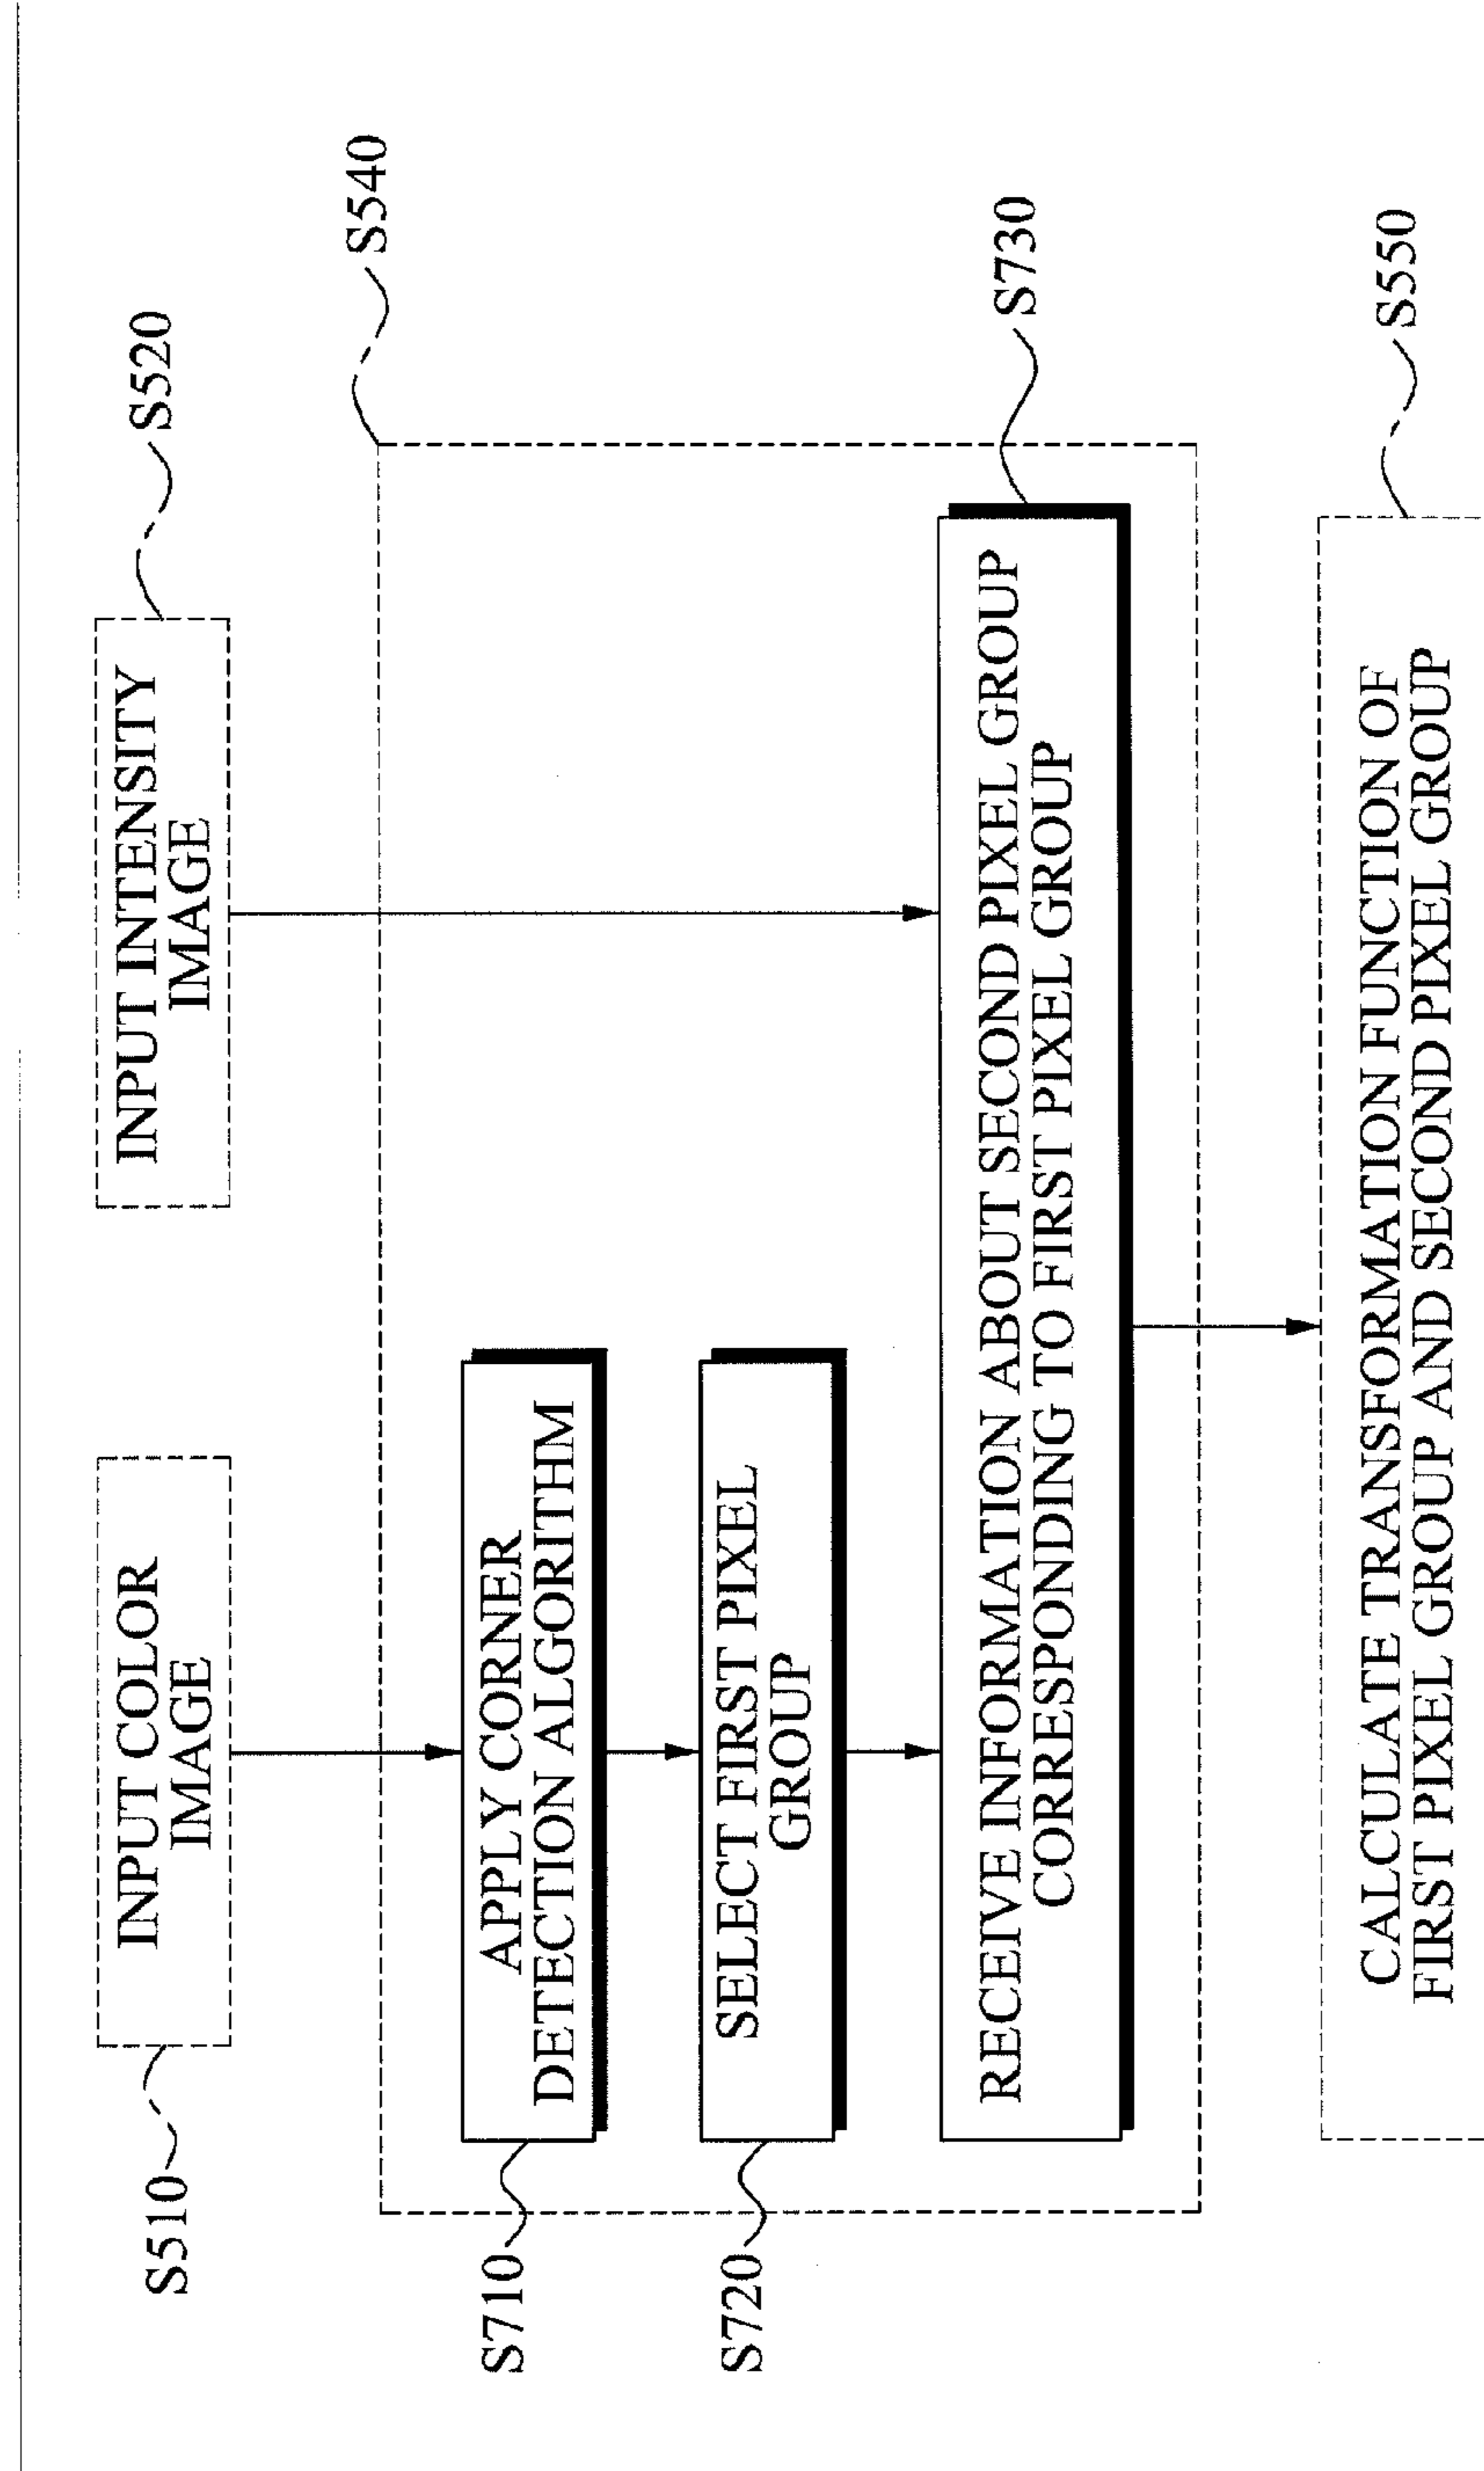 S510
INPUT COLOR
IMAGE
INPUT INTENSITY
IMAGE
S520
S540
S710
APPLY CORNER
DETECTION ALGORITHM
S720
SELECT FIRST PIXEL
GROUP
RECEIVE INFORMATION ABOUT SECOND PIXEL GROUP
CORRESPONDING TO FIRST PIXEL GROUP
S730
CALCULATE TRANSFORMATION FUNCTION OF
FIRST PIXEL GROUP AND SECOND PIXEL GROUP
S550